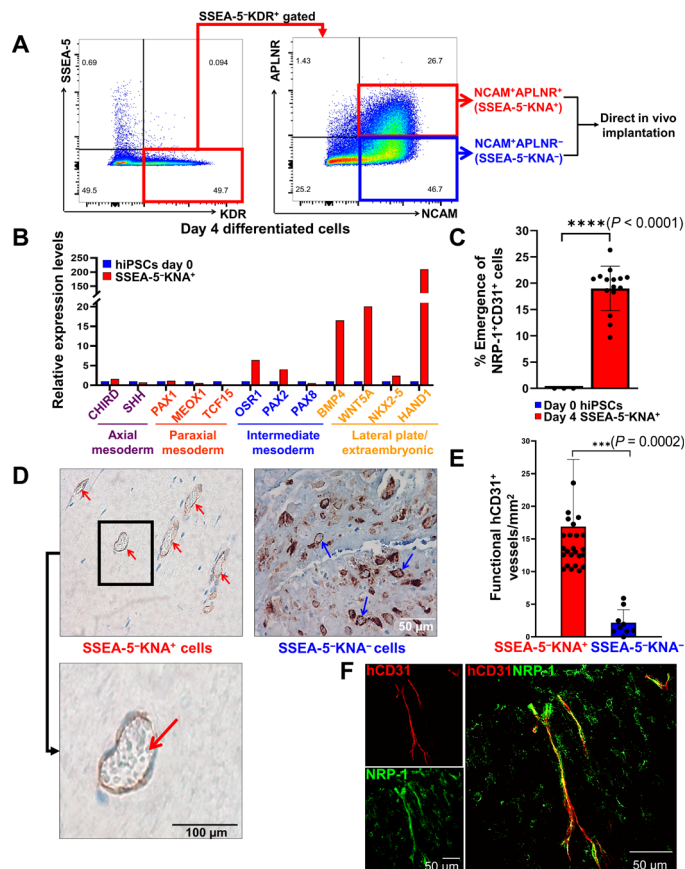 A
SSEA-5⁻KDR⁺ gated
SSEA-5
0.69
0.094
49.5
49.7
KDR
APLNR
1.43
26.7
25.2
46.7
NCAM
NCAM⁺APLNR⁺
(SSEA-5⁻KNA⁺)
NCAM⁺APLNR⁻
(SSEA-5⁻KNA⁻)
Direct in vivo
implantation
Day 4 differentiated cells
B
Relative expression levels
250
200
150
100
50
25
20
15
10
5
0
hiPSCs day 0
SSEA-5⁻KNA⁺
CHIRD
SHH
PAX1
MEOX1
TCF15
OSR1
PAX2
PAX8
BMP4
WNT5A
NKX2-5
HAND1
Axial
mesoderm
Paraxial
mesoderm
Intermediate
mesoderm
Lateral plate/
extraembryonic
C
% Emergence of
NRP-1⁺CD31⁺ cells
****(P < 0.0001)
30
25
20
15
10
5
0
Day 0 hiPSCs
Day 4 SSEA-5⁻KNA⁺
D
50 μm
SSEA-5⁻KNA⁺ cells
SSEA-5⁻KNA⁻ cells
100 μm
E
Functional hCD31⁺
vessels/mm²
***(P = 0.0002)
30
25
20
15
10
5
0
SSEA-5⁻KNA⁺
SSEA-5⁻KNA⁻
F
hCD31
NRP-1
50 μm
hCD31NRP-1
50 μm